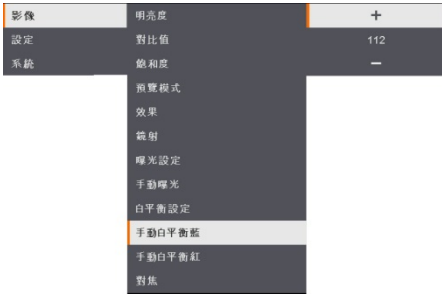 影像
設定
系統
明亮度
對比值
飽和度
預覽模式
效果
鏡射
曝光設定
手動曝光
白平衡設定
手動白平衡藍
手動白平衡紅
對焦
+
112
−